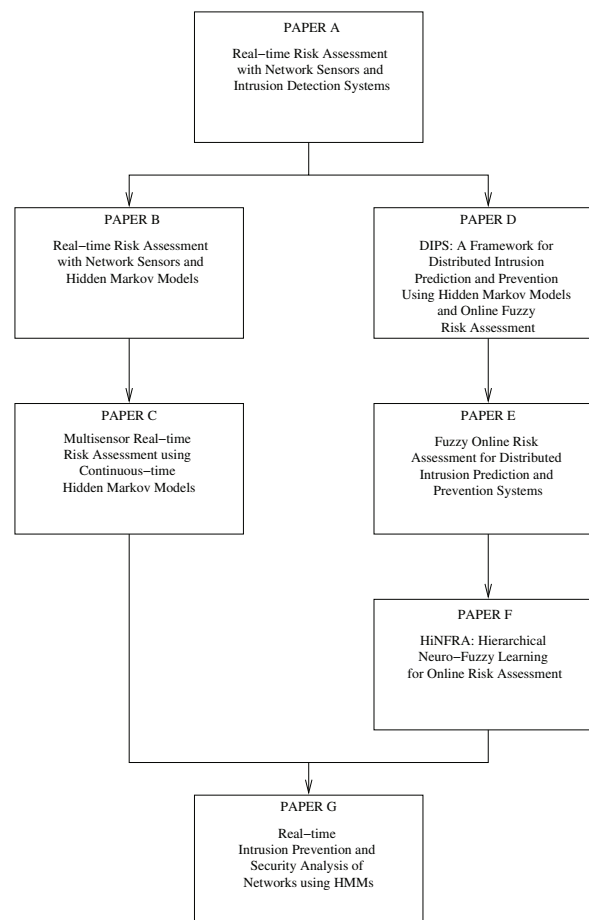 PAPER A
Real−time Risk Assessment
with Network Sensors and
Intrusion Detection Systems
PAPER B
Real−time Risk Assessment
with Network Sensors and
Hidden Markov Models
PAPER D
DIPS: A Framework for
Distributed Intrusion
Prediction and Prevention
Using Hidden Markov Models
and Online Fuzzy
Risk Assessment
PAPER C
Multisensor Real−time
Risk Assessment using
Continuous−time
Hidden Markov Models
PAPER E
Fuzzy Online Risk
Assessment for Distributed
Intrusion Prediction and
Prevention Systems
PAPER F
HiNFRA: Hierarchical
Neuro−Fuzzy Learning
for Online Risk Assessment
PAPER G
Real−time
Intrusion Prevention and
Security Analysis of
Networks using HMMs